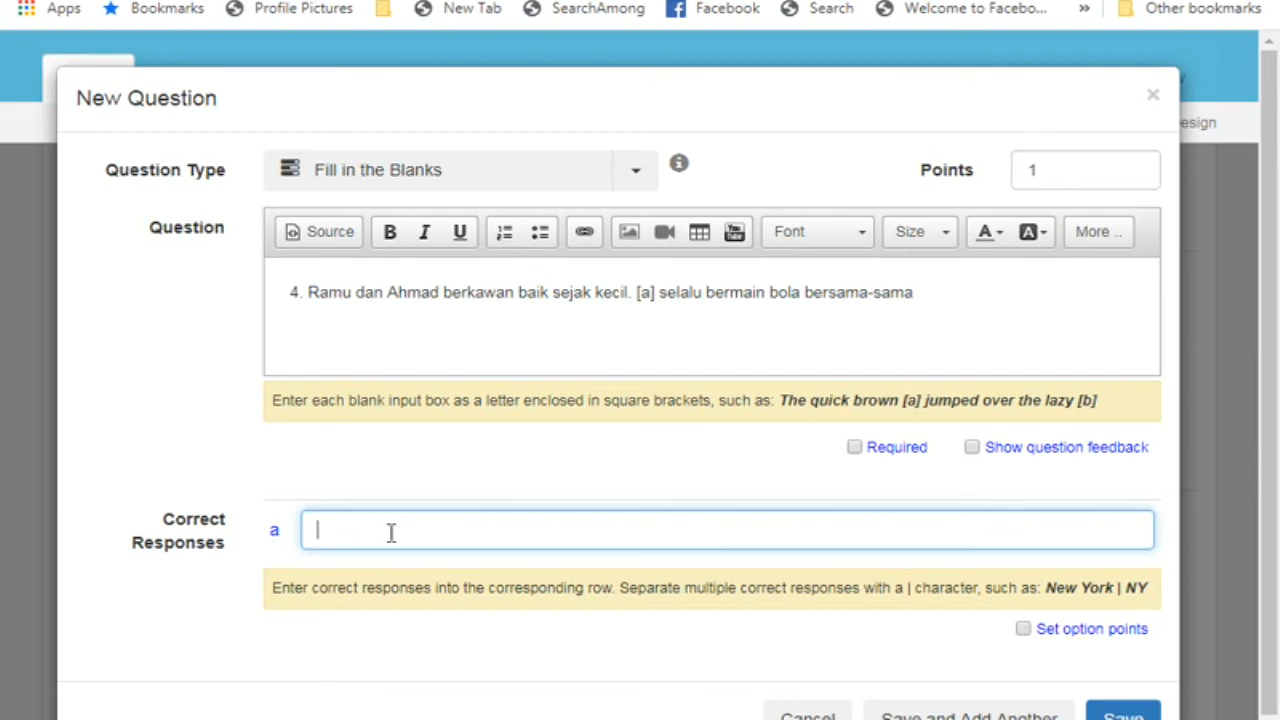 Apps Bookmarks Profile Pictures New Tab SearchAmong Facebook Search Welcome to Facebo... » Other bookmarks
esign
New Question ×
Question Type Fill in the Blanks Points 1
Question Source B I U Font Size A A More ..
4. Ramu dan Ahmad berkawan baik sejak kecil. [a] selalu bermain bola bersama-sama
Enter each blank input box as a letter enclosed in square brackets, such as: The quick brown [a] jumped over the lazy [b]
Required Show question feedback
Correct
Responses
a
Enter correct responses into the corresponding row. Separate multiple correct responses with a | character, such as: New York | NY
Set option points
Cancel Save and Add Another Save